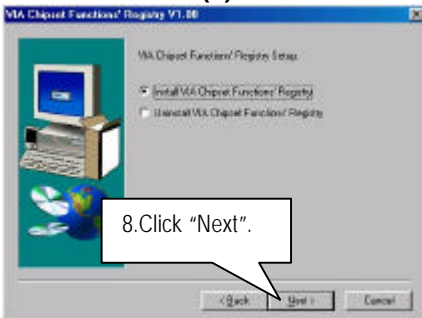 VIA Chipset Functions' Registry V1.00
VIA Chipset Functions' Registry Setup
Install VIA Chipset Functions' Registry
Uninstall VIA Chipset Functions' Registry
8.Click “Next”.
< Back
Next >
Cancel